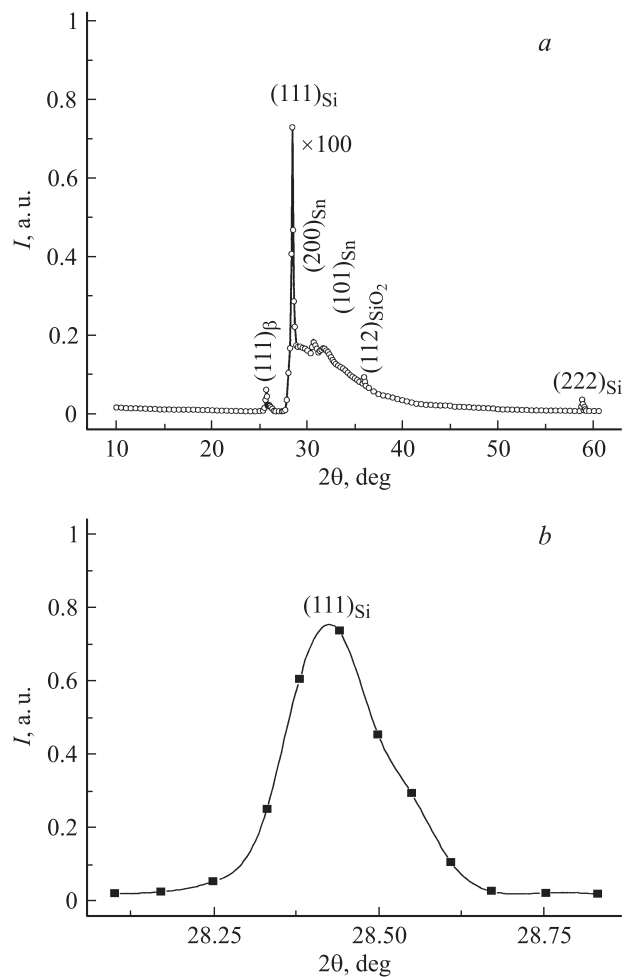 1
a
(111)Si
0.8
×100
0.6
I, a. u.
(200)Sn
0.4
(101)Sn
(112)SiO2
0.2
(111)β
(222)Si
0
10 20 30 40 50 60
2θ, deg
1
b
(111)Si
0.8
0.6
I, a. u.
0.4
0.2
0
28.25 28.50 28.75
2θ, deg